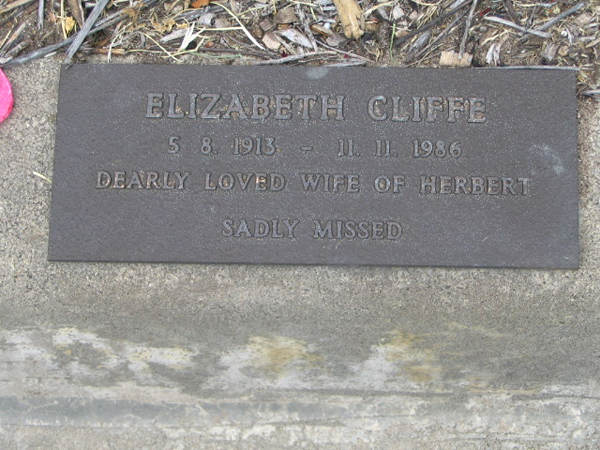 ELIZABETH CLIFFE
5 8. 1913 - 11. 11. 1986
DEARLY LOVED WIFE OF HERBERT
SADLY MISSED